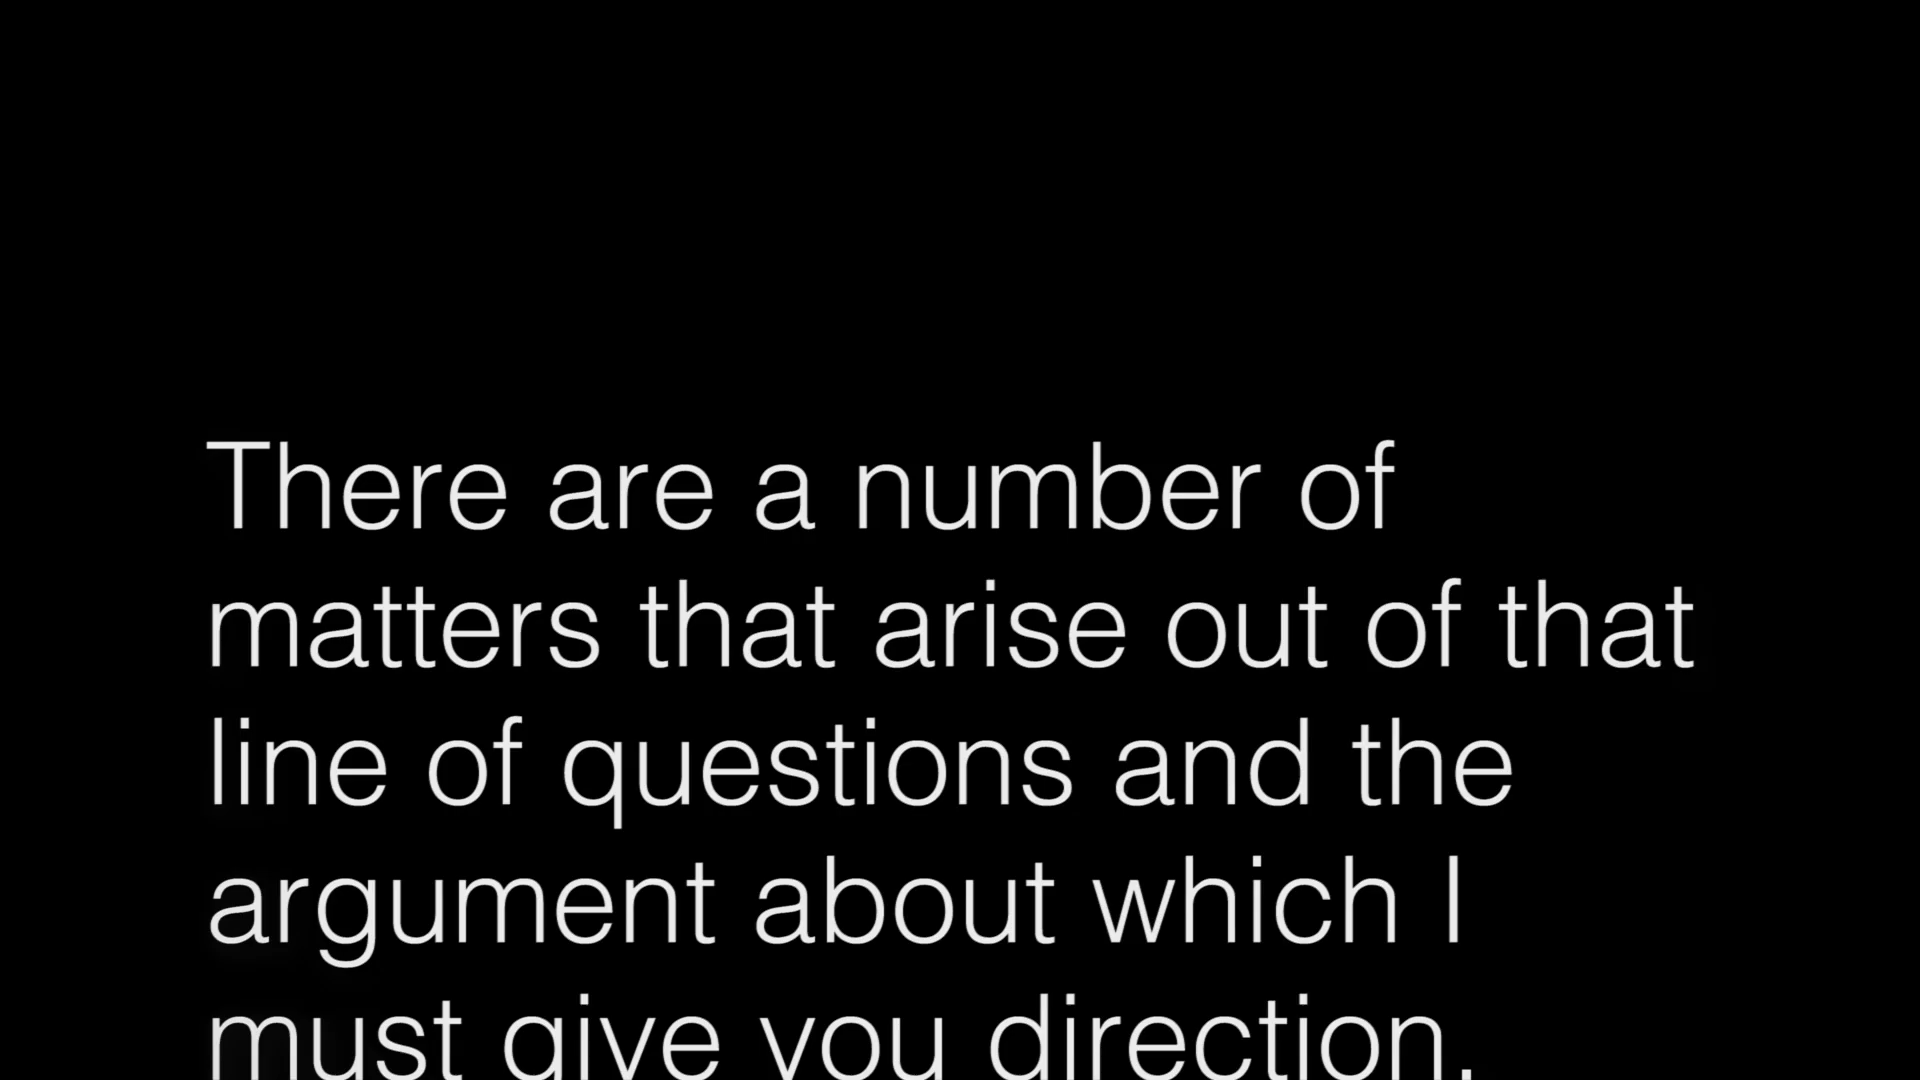 There are a number of
matters that arise out of that
line of questions and the
argument about which I
must give you direction.